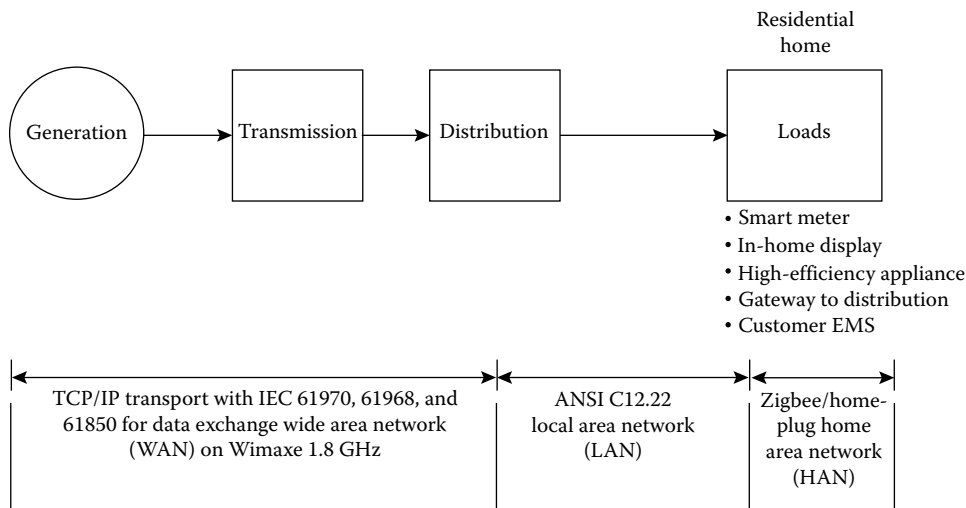 Residential
home
Generation
Transmission
Distribution
Loads
• Smart meter
• In-home display
• High-efficiency appliance
• Gateway to distribution
• Customer EMS
TCP/IP transport with IEC 61970, 61968, and
61850 for data exchange wide area network
(WAN) on Wimaxe 1.8 GHz
ANSI C12.22
local area network
(LAN)
Zigbee/home-
plug home
area network
(HAN)